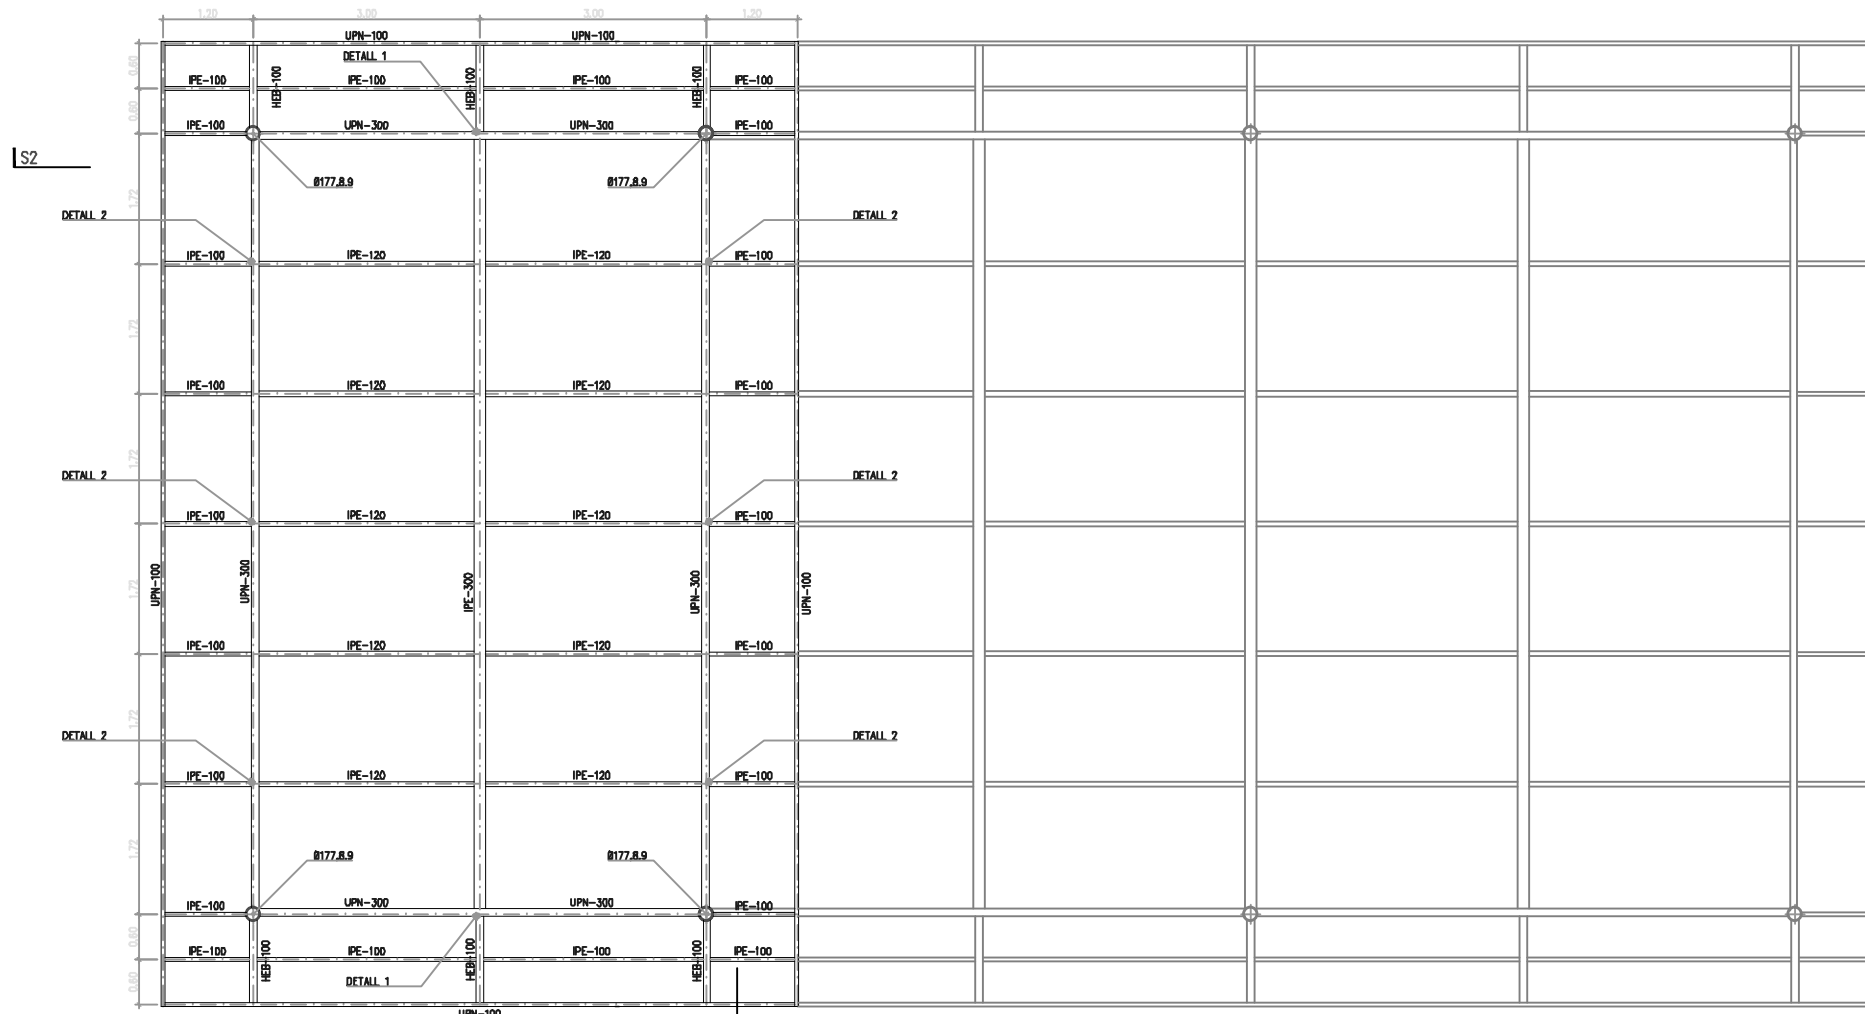 1.20 3.00 3.00 1.20
UPN-100 UPN-100
DETALL 1
0.60
IPE-100 HEB-100 IPE-100 HEB-100 IPE-100 HEB-100 IPE-100
0.60
IPE-100 UPN-300 UPN-300 IPE-100
S2
Ø177.8.9 Ø177.8.9
1.72
DETALL 2 DETALL 2
IPE-100 IPE-120 IPE-120 IPE-100
1.72
IPE-100 IPE-120 IPE-120 IPE-100
1.72
DETALL 2 DETALL 2
IPE-100 IPE-120 IPE-120 IPE-100
1.72
UPN-100 UPN-300 IPE-300 UPN-300 UPN-100
IPE-100 IPE-120 IPE-120 IPE-100
1.72
DETALL 2 DETALL 2
IPE-100 IPE-120 IPE-120 IPE-100
1.72
Ø177.8.9 Ø177.8.9
IPE-100 UPN-300 UPN-300 IPE-100
0.60
IPE-100 HEB-100 IPE-100 HEB-100 IPE-100 HEB-100 IPE-100
0.60
DETALL 1
UPN-100